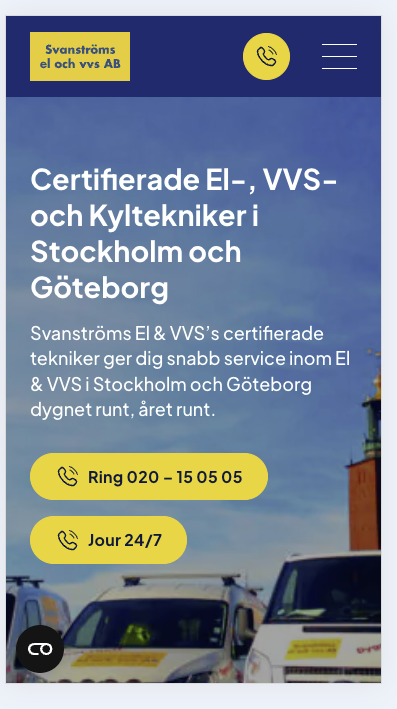 Svanströms
el och vvs AB
Certifierade El-, VVS-
och Kyltekniker i
Stockholm och
Göteborg
Svanströms El & VVS’s certifierade
tekniker ger dig snabb service inom El
& VVS i Stockholm och Göteborg
dygnet runt, året runt.
Ring 020 – 15 05 05
Jour 24/7